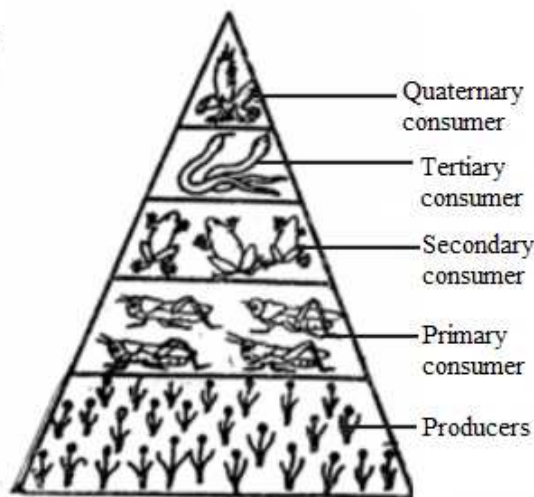 Quaternary
consumer
Tertiary
consumer
Secondary
consumer
Primary
consumer
Producers